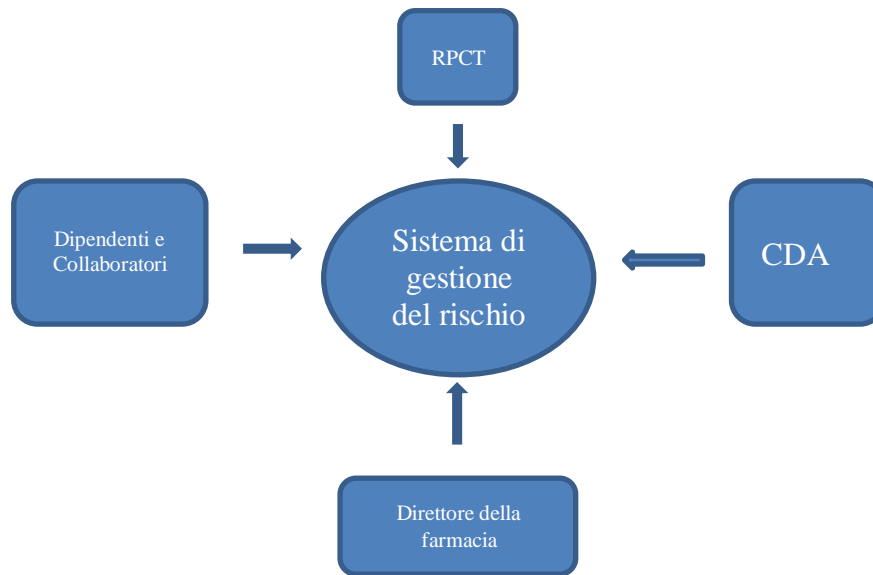 RPCT
Dipendenti e
Collaboratori
Sistema di
gestione
del rischio
CDA
Direttore della
farmacia